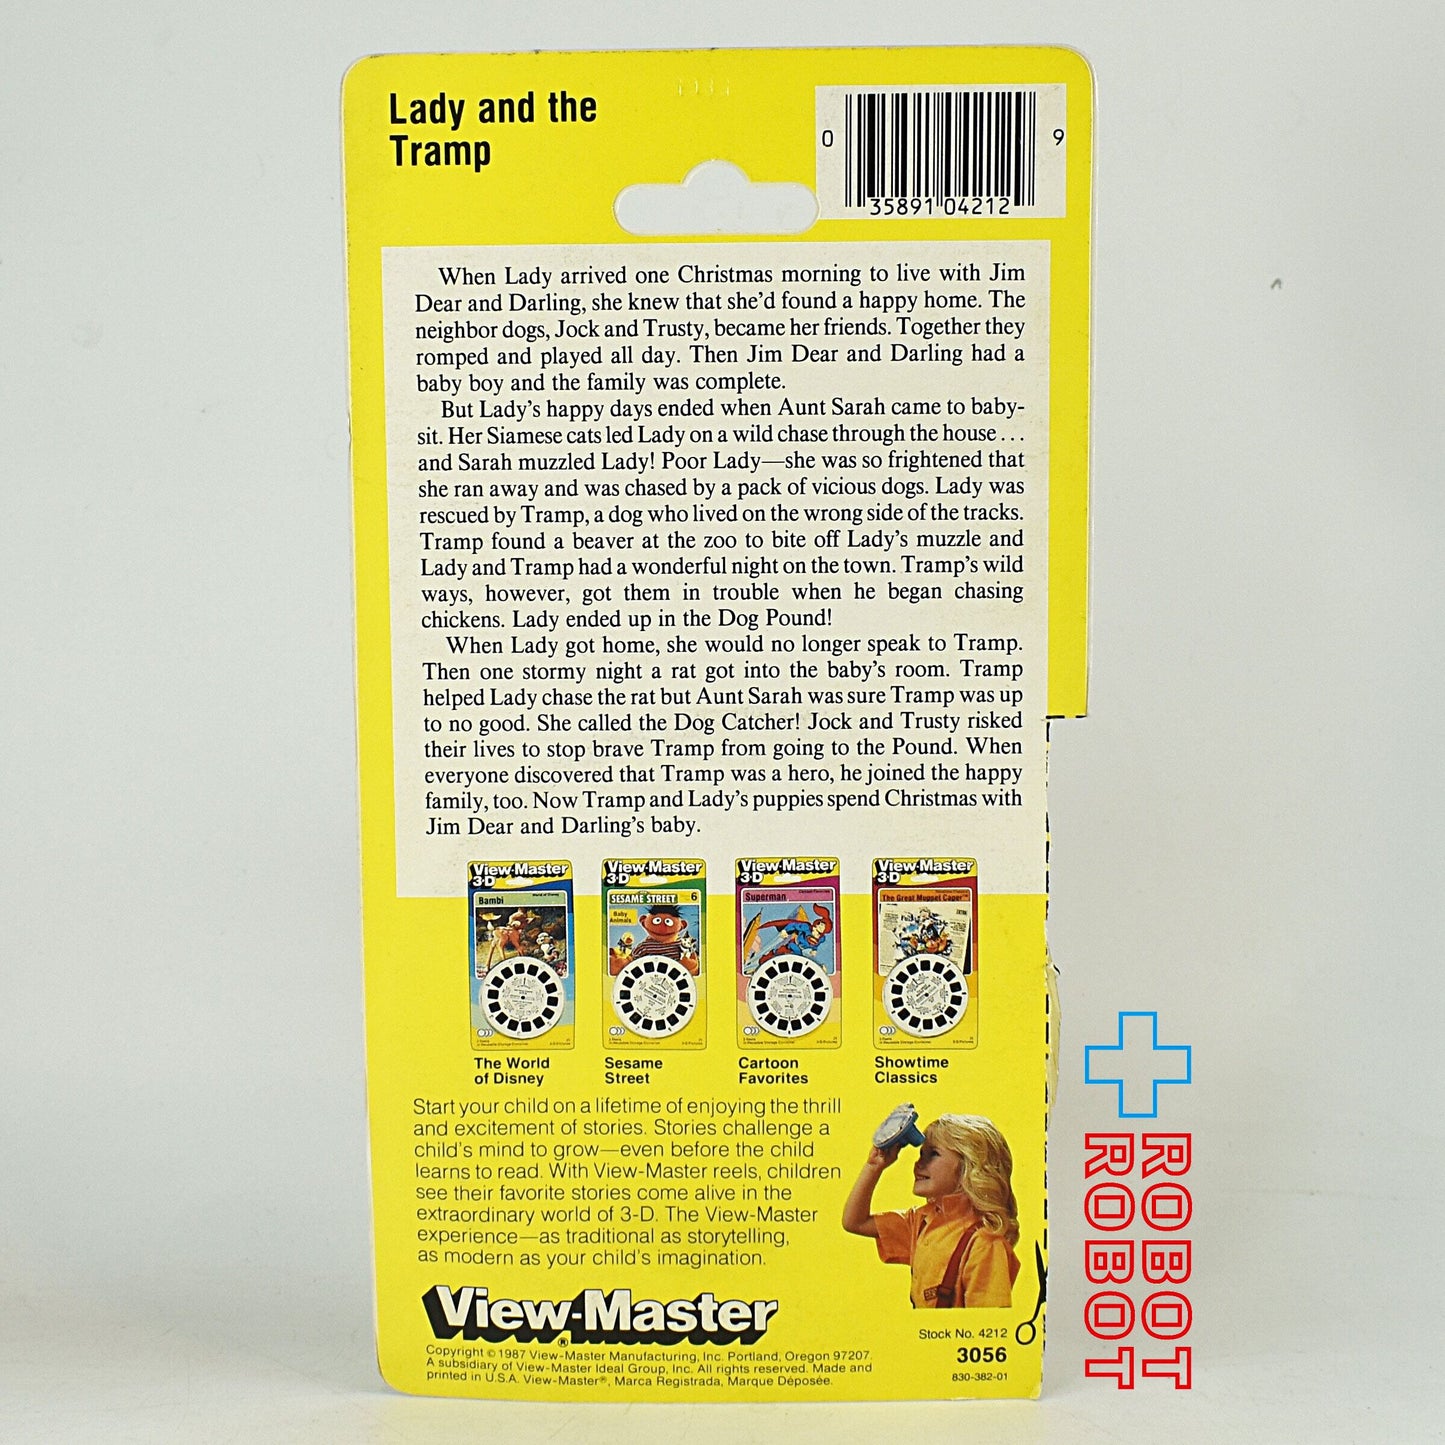 Lady and the
Tramp
0 35891 04212 9
When Lady arrived one Christmas morning to live with Jim
Dear and Darling, she knew that she'd found a happy home. The
neighbor dogs, Jock and Trusty, became her friends. Together they
romped and played all day. Then Jim Dear and Darling had a
baby boy and the family was complete.
But Lady's happy days ended when Aunt Sarah came to baby-
sit. Her Siamese cats led Lady on a wild chase through the house . . .
and Sarah muzzled Lady! Poor Lady—she was so frightened that
she ran away and was chased by a pack of vicious dogs. Lady was
rescued by Tramp, a dog who lived on the wrong side of the tracks.
Tramp found a beaver at the zoo to bite off Lady's muzzle and
Lady and Tramp had a wonderful night on the town. Tramp's wild
ways, however, got them in trouble when he began chasing
chickens. Lady ended up in the Dog Pound!
When Lady got home, she would no longer speak to Tramp.
Then one stormy night a rat got into the baby's room. Tramp
helped Lady chase the rat but Aunt Sarah was sure Tramp was up
to no good. She called the Dog Catcher! Jock and Trusty risked
their lives to stop brave Tramp from going to the Pound. When
everyone discovered that Tramp was a hero, he joined the happy
family, too. Now Tramp and Lady's puppies spend Christmas with
Jim Dear and Darling's baby.
View-Master 3-D World of Disney Bambi
View-Master 3-D SESAME STREET 6 Baby Animals
View-Master 3-D Cartoon Favorites Superman
View-Master 3-D The Great Muppet Caper
The World
of Disney
Sesame
Street
Cartoon
Favorites
Showtime
Classics
Start your child on a lifetime of enjoying the thrill
and excitement of stories. Stories challenge a
child's mind to grow—even before the child
learns to read. With View-Master reels, children
see their favorite stories come alive in the
extraordinary world of 3-D. The View-Master
experience—as traditional as storytelling,
as modern as your child's imagination.
View-Master®
Copyright © 1987 View-Master Manufacturing, Inc. Portland, Oregon 97207.
A subsidiary of View-Master Ideal Group, Inc. All rights reserved. Made and
printed in U.S.A. View-Master®, Marca Registrada, Marque Déposée.
Stock No. 4212
3056
830-382-01
ROBOT
ROBOT